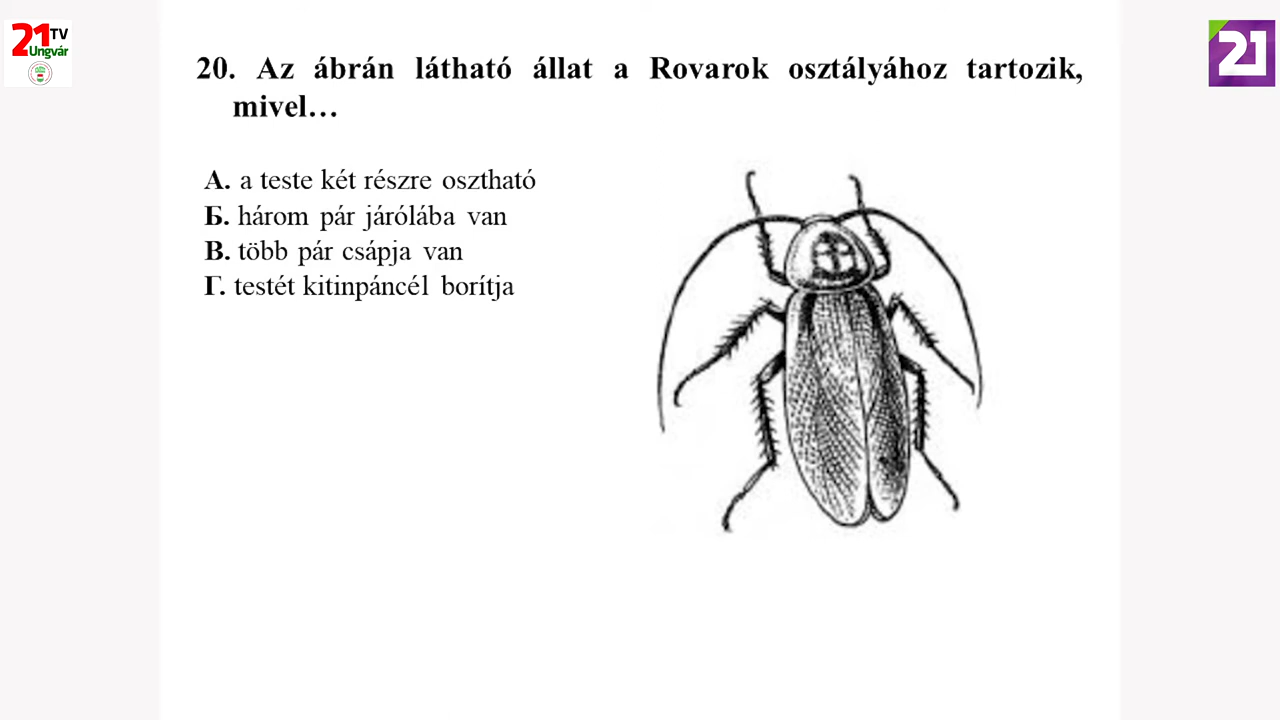 21 TV
Ungvár
21
20. Az ábrán látható állat a Rovarok osztályához tartozik,
mivel…
А. a teste két részre osztható
Б. három pár járólába van
В. több pár csápja van
Г. testét kitinpáncél borítja